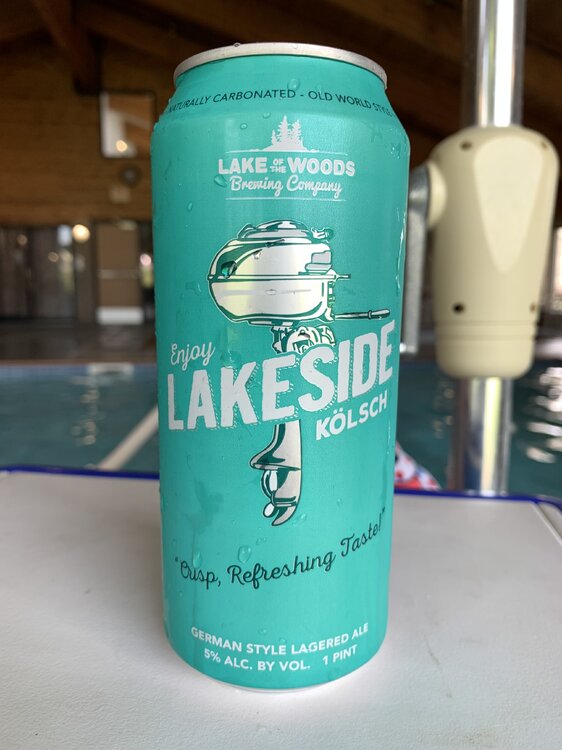 NATURALLY CARBONATED - OLD WORLD STYLE
LAKE OF THE WOODS
Brewing Company
Enjoy
LAKESIDE
KÖLSCH
"Crisp, Refreshing Taste!"
GERMAN STYLE LAGERED ALE
5% ALC. BY VOL. 1 PINT